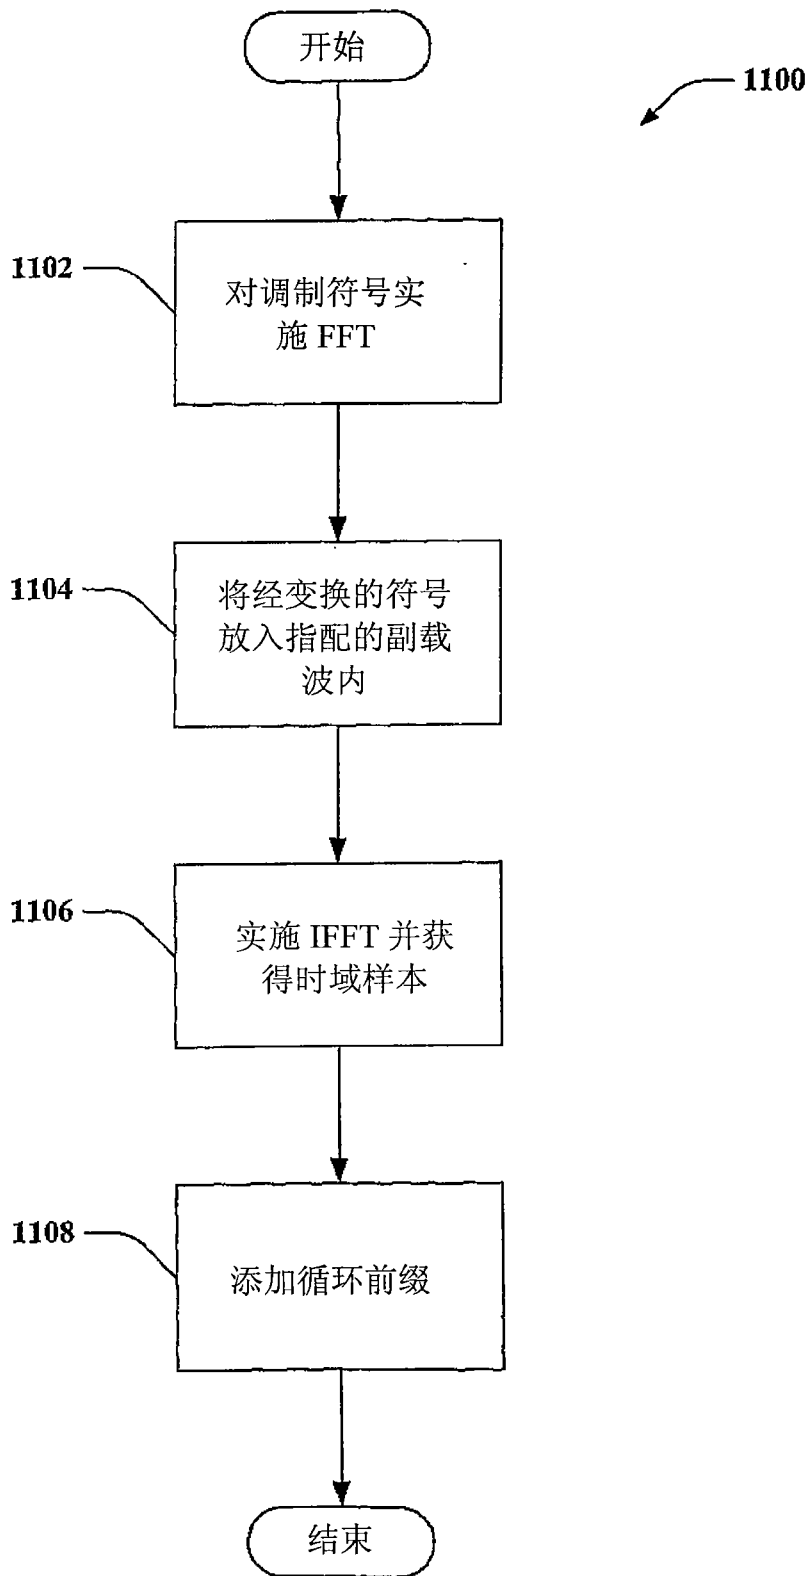 开始
1100
1102
对调制符号实
施 FFT
1104
将经变换的符号
放入指配的副载
波内
1106
实施 IFFT 并获
得时域样本
1108
添加循环前缀
结束